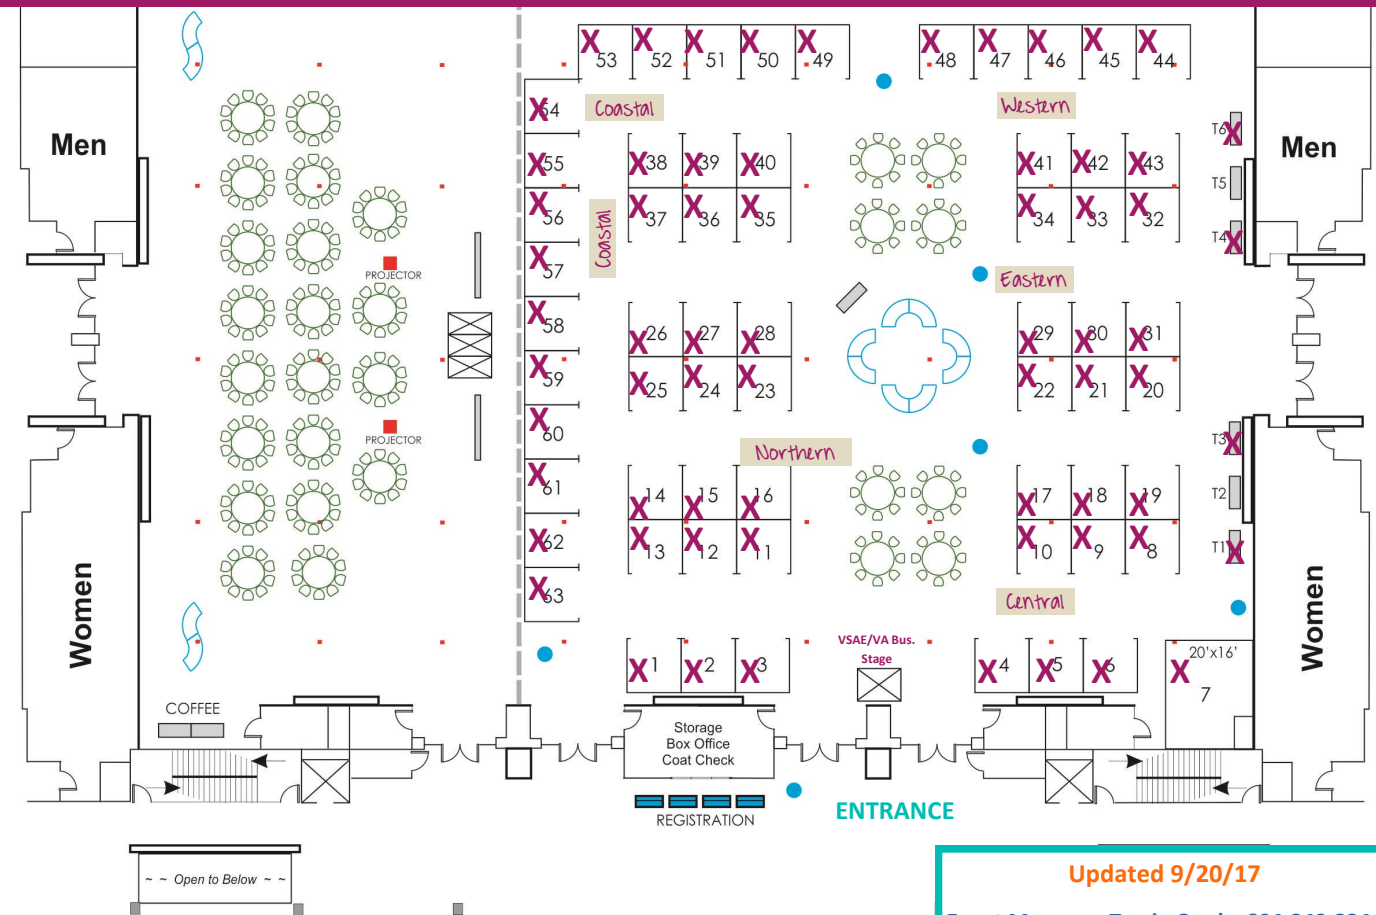 53 52 51 50 49
48 47 46 45 44
54
Coastal
Western
T6
Men
Men
55
38 39 40
41 42 43
T5
56
37 36 35
34 33 32
Coastal
T4
57
PROJECTOR
Eastern
58
26 27 28
29 30 31
59
25 24 23
22 21 20
60
PROJECTOR
T3
Northern
61
14 15 16
17 18 19
T2
62
13 12 11
10 9 8
T1
63
Women
Women
Central
VSAE/VA Bus.
Stage
1 2 3
4 5 6
20'x16'
7
COFFEE
Storage
Box Office
Coat Check
REGISTRATION
ENTRANCE
~ ~ Open to Below ~ ~
Updated 9/20/17